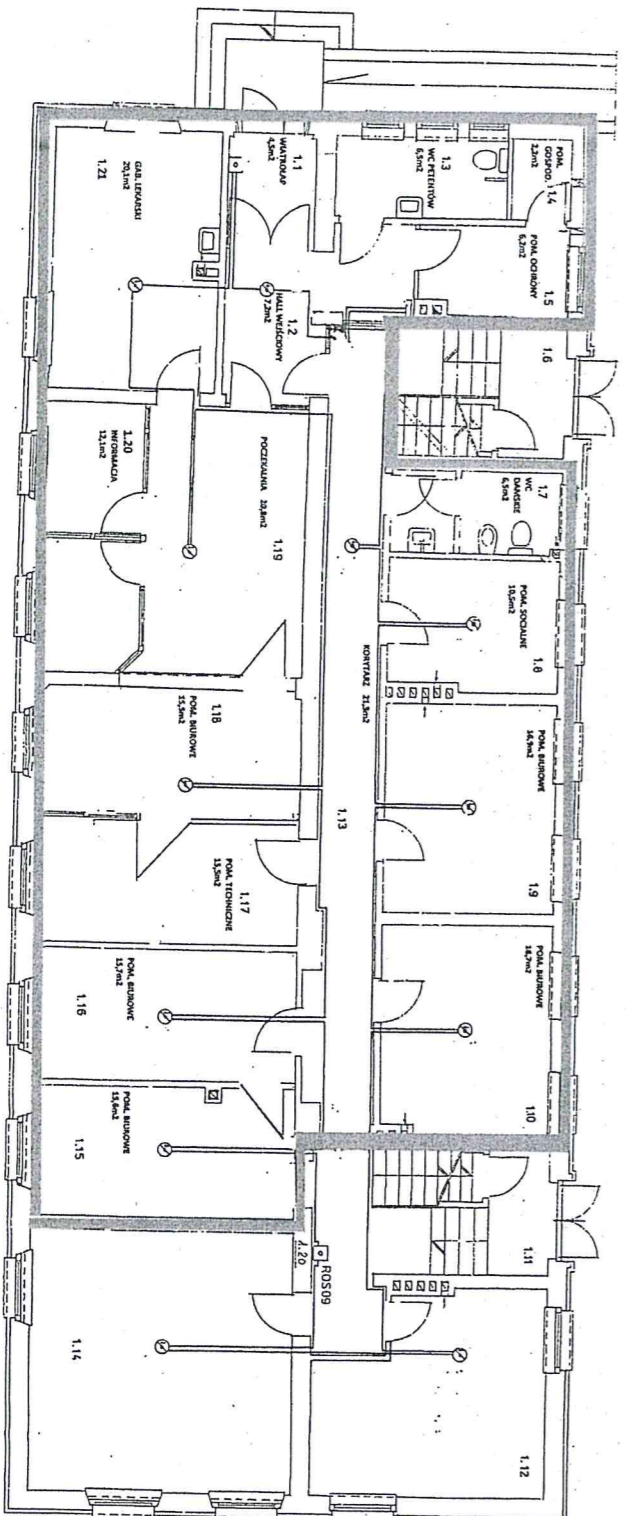 POM.
GOSPOD.
1.4
2,2m2
1.3
WC PETENTÓW
6,5m2
1.1
WIATROŁAP
4,5m2
1.21
GAB. LEKARSKI
20,1m2
1.5
POM. OCHRONY
6,2m2
1.2
HALL WEJŚCIOWY
7,2m2
1.6
1.7
WC
DAMSKIE
6,5m2
1.20
INFORMACJA
12,1m2
1.19
POCZEKALNIA
1.8
POM. SOCJALNE
10,5m2
KORYTARZ
1.18
POM. BIUROWE
15,5m2
POM. BIUROWE
16,9m2
1.9
1.13
1.17
POM. TECHNICZNE
1.16
POM. BIUROWE
15,7m2
POM. BIUROWE
1.10
1.15
POM. BIUROWE
1.11
1.20
ROS09
1.14
1.12